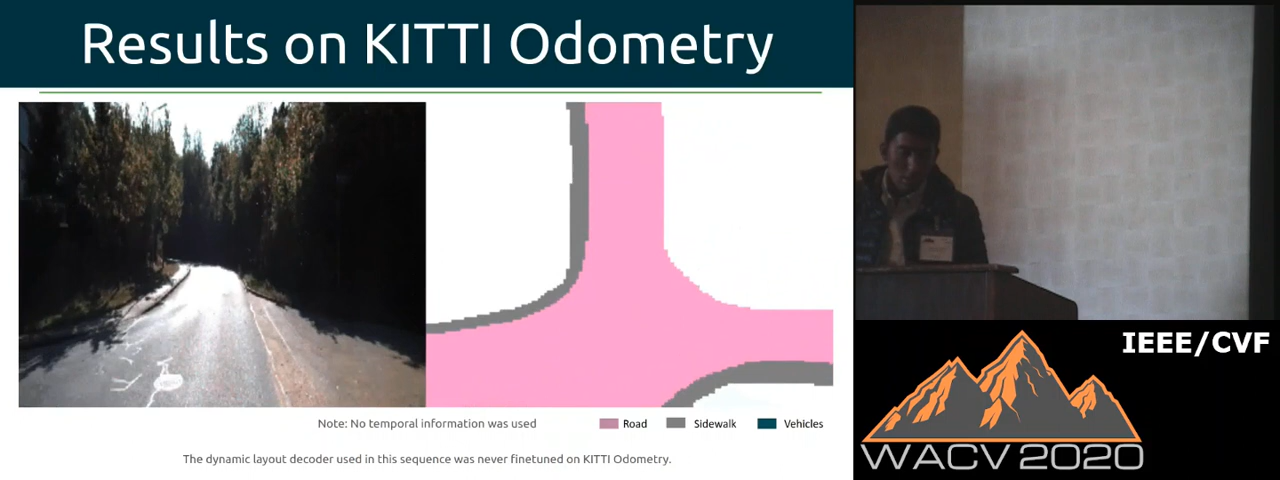 Results on KITTI Odometry
Note: No temporal information was used
Road
Sidewalk
Vehicles
The dynamic layout decoder used in this sequence was never finetuned on KITTI Odometry.
IEEE/CVF
WACV 2020